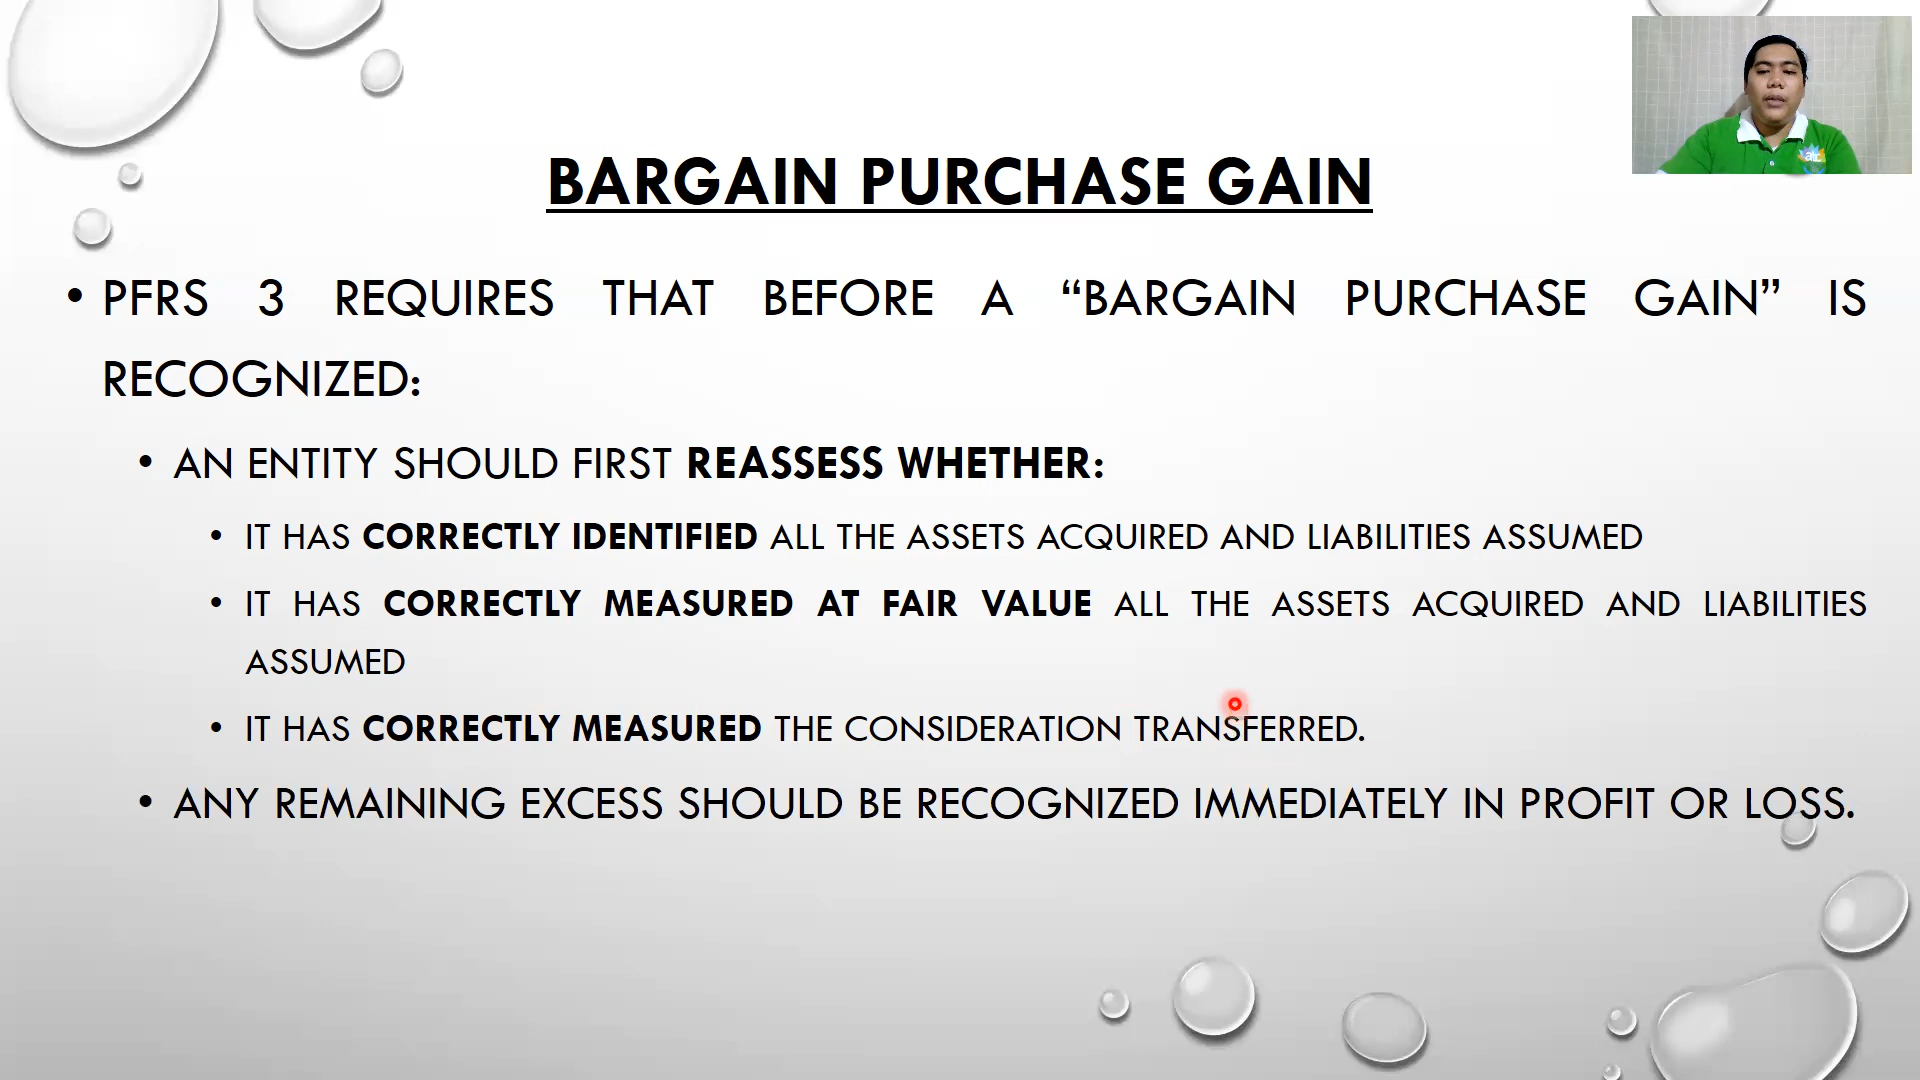 BARGAIN PURCHASE GAIN
• PFRS 3 REQUIRES THAT BEFORE A “BARGAIN PURCHASE GAIN” IS
RECOGNIZED:
• AN ENTITY SHOULD FIRST REASSESS WHETHER:
• IT HAS CORRECTLY IDENTIFIED ALL THE ASSETS ACQUIRED AND LIABILITIES ASSUMED
• IT HAS CORRECTLY MEASURED AT FAIR VALUE ALL THE ASSETS ACQUIRED AND LIABILITIES
ASSUMED
• IT HAS CORRECTLY MEASURED THE CONSIDERATION TRANSFERRED.
• ANY REMAINING EXCESS SHOULD BE RECOGNIZED IMMEDIATELY IN PROFIT OR LOSS.